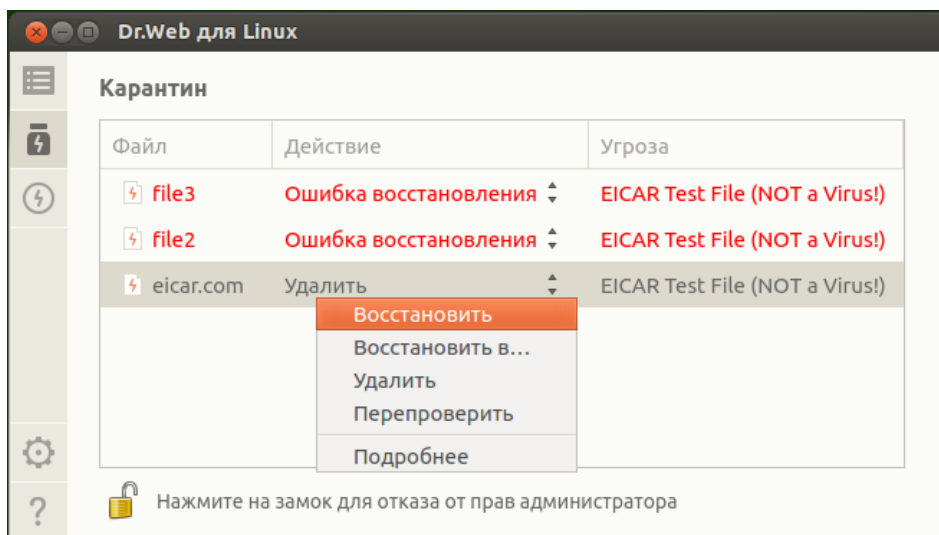 Dr.Web для Linux
Карантин
Файл Действие Угроза
file3 Ошибка восстановления EICAR Test File (NOT a Virus!)
file2 Ошибка восстановления EICAR Test File (NOT a Virus!)
eicar.com Удалить EICAR Test File (NOT a Virus!)
Восстановить
Восстановить в...
Удалить
Перепроверить
Подробнее
Нажмите на замок для отказа от прав администратора
?